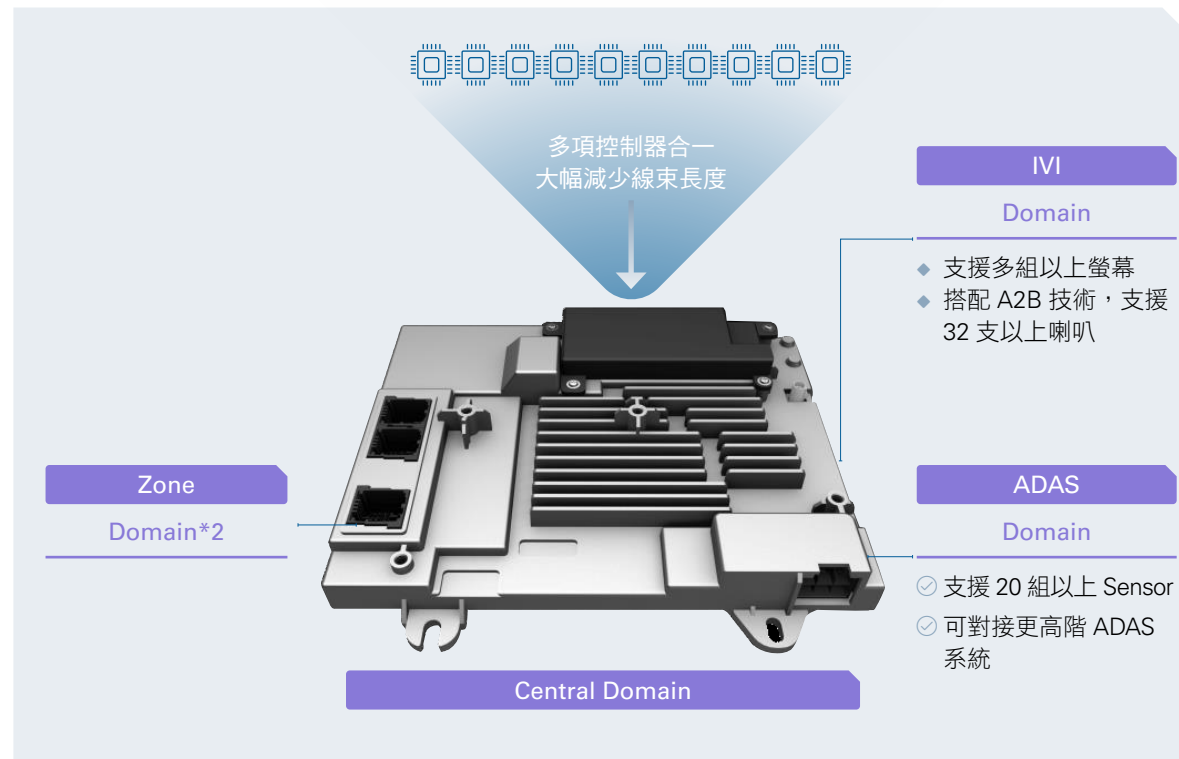 多項控制器合一
大幅減少線束長度
IVI
Domain
支援多組以上螢幕
搭配 A2B 技術，支援
32 支以上喇叭
Zone
Domain*2
ADAS
Domain
支援 20 組以上 Sensor
可對接更高階 ADAS
系統
Central Domain